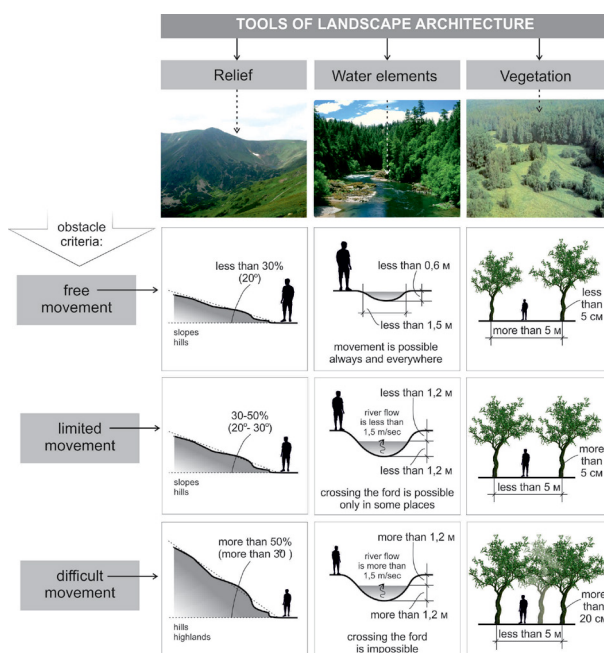 TOOLS OF LANDSCAPE ARCHITECTURE
Relief
Water elements
Vegetation
obstacle
criteria:
free
movement
less than 30%
(20º)
slopes
hills
less than 0,6 м
less than 1,5 м
movement is possible
always and everywhere
less
than
5 см
more than 5 м
limited
movement
30-50%
(20º- 30º)
slopes
hills
less than 1,2 м
river flow
is less than
1,5 m/sec
less than 1,2 м
crossing the ford is possible
only in some places
more
than
5 см
less than 5 м
difficult
movement
more than 50%
(more than 30º)
hills
highlands
more than 1,2 м
river flow
is more than
1,5 m/sec
more than 1,2 м
crossing the ford
is impossible
more
than
20 см
less than 5 м